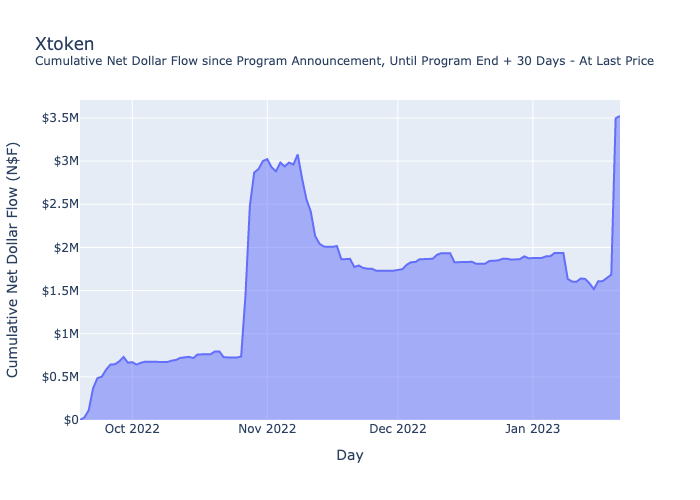 Xtoken
Cumulative Net Dollar Flow since Program Announcement, Until Program End + 30 Days - At Last Price
Cumulative Net Dollar Flow (N$F)
$3.5M
$3M
$2.5M
$2M
$1.5M
$1M
$0.5M
$0
Oct 2022
Nov 2022
Dec 2022
Jan 2023
Day